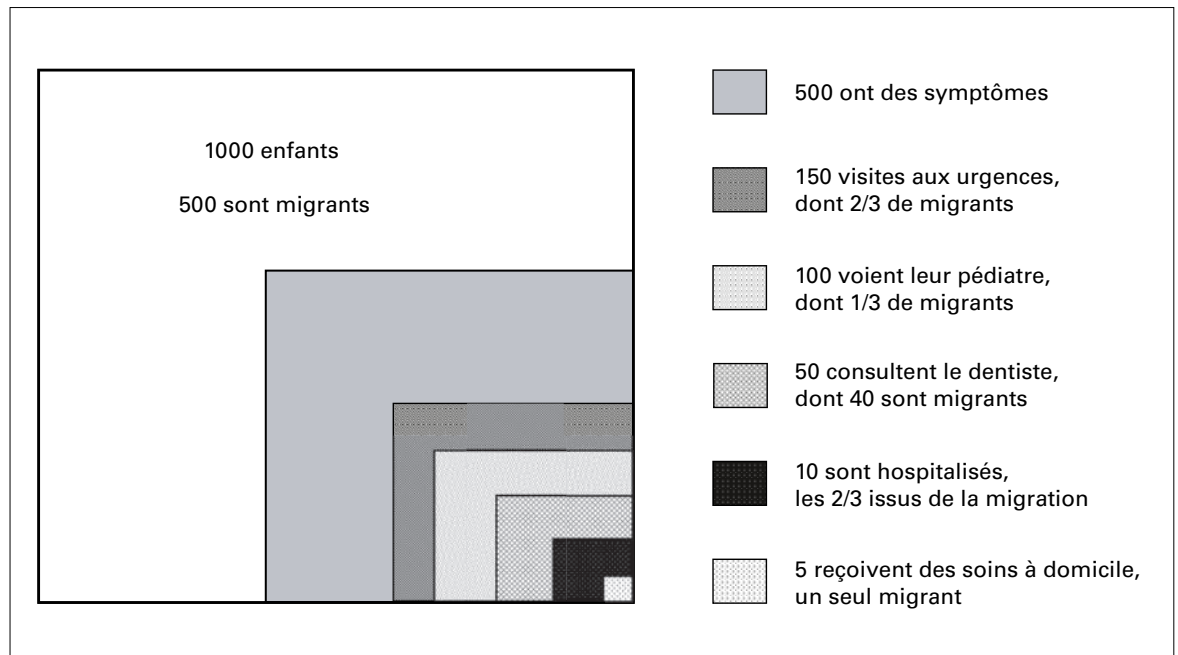 1000 enfants
500 sont migrants
500 ont des symptômes
150 visites aux urgences,
dont 2/3 de migrants
100 voient leur pédiatre,
dont 1/3 de migrants
50 consultent le dentiste,
dont 40 sont migrants
10 sont hospitalisés,
les 2/3 issus de la migration
5 reçoivent des soins à domicile,
un seul migrant